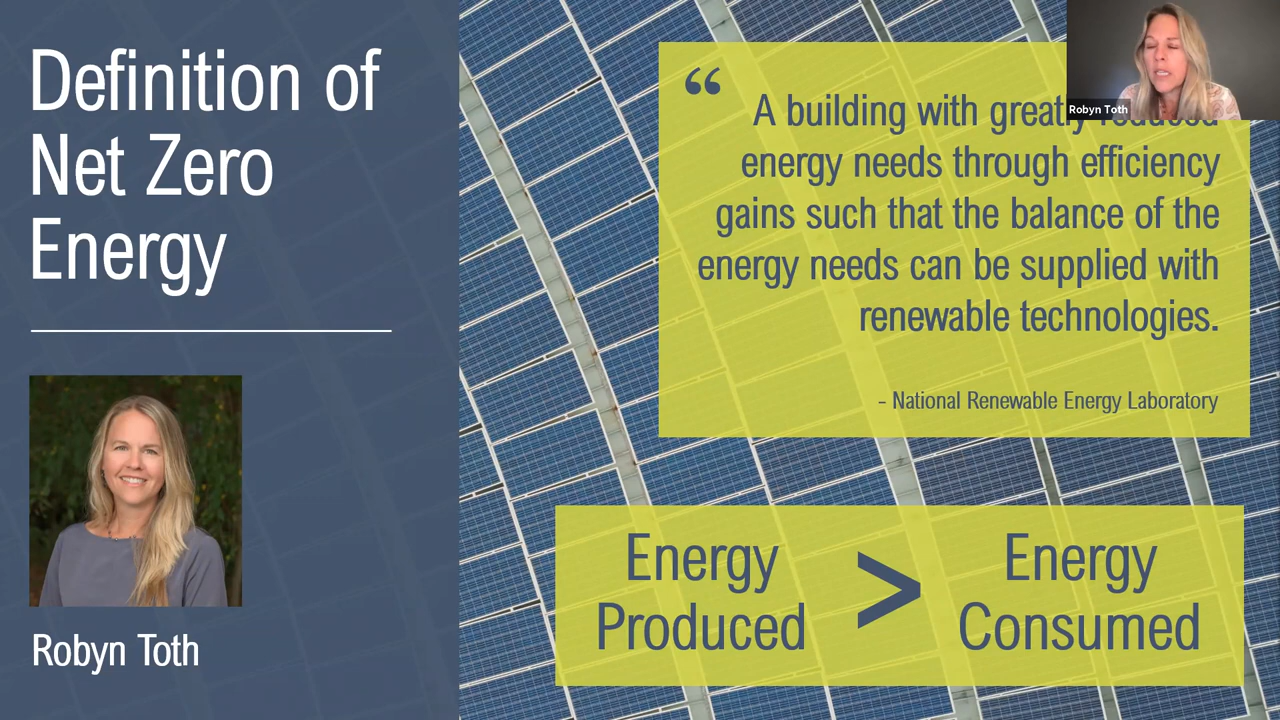 Definition of
Net Zero
Energy
Robyn Toth
“
A building with greatly reduced
energy needs through efficiency
gains such that the balance of the
energy needs can be supplied with
renewable technologies.
– National Renewable Energy Laboratory
Energy
Produced
>
Energy
Consumed
Robyn Toth